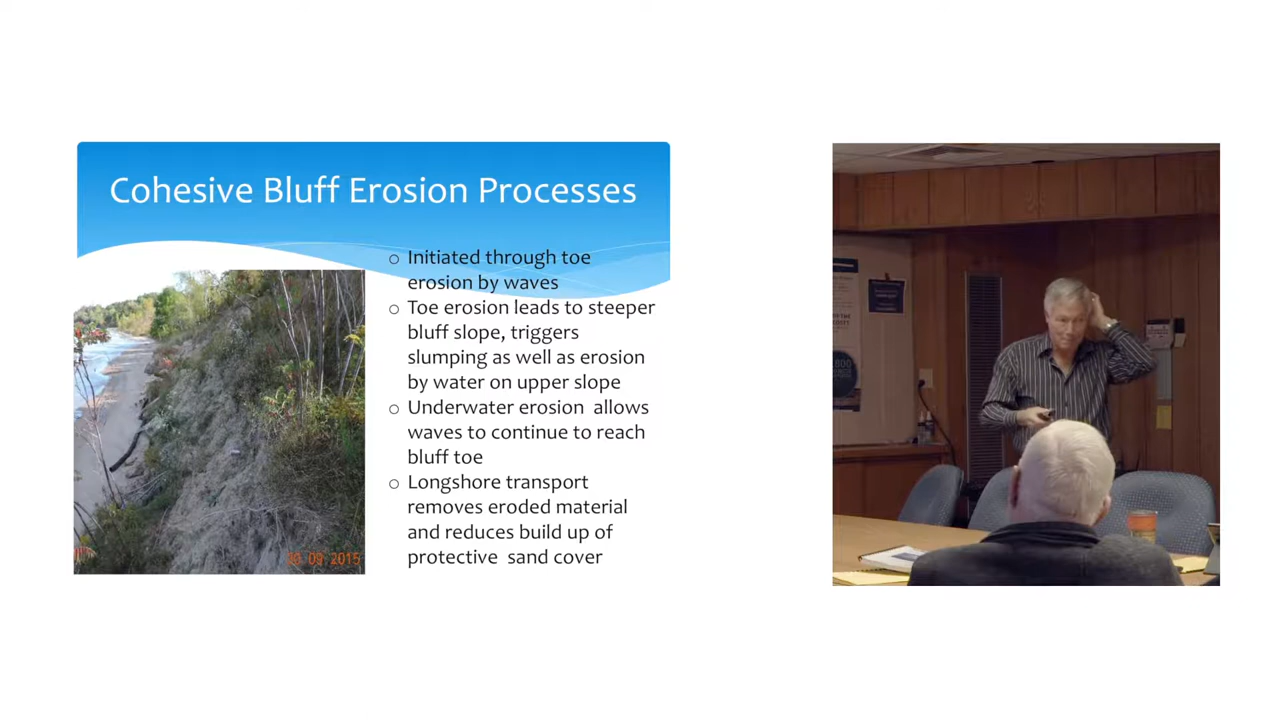 Cohesive Bluff Erosion Processes
○ Initiated through toe
erosion by waves
○ Toe erosion leads to steeper
bluff slope, triggers
slumping as well as erosion
by water on upper slope
○ Underwater erosion allows
waves to continue to reach
bluff toe
○ Longshore transport
removes eroded material
and reduces build up of
protective sand cover
09 2015